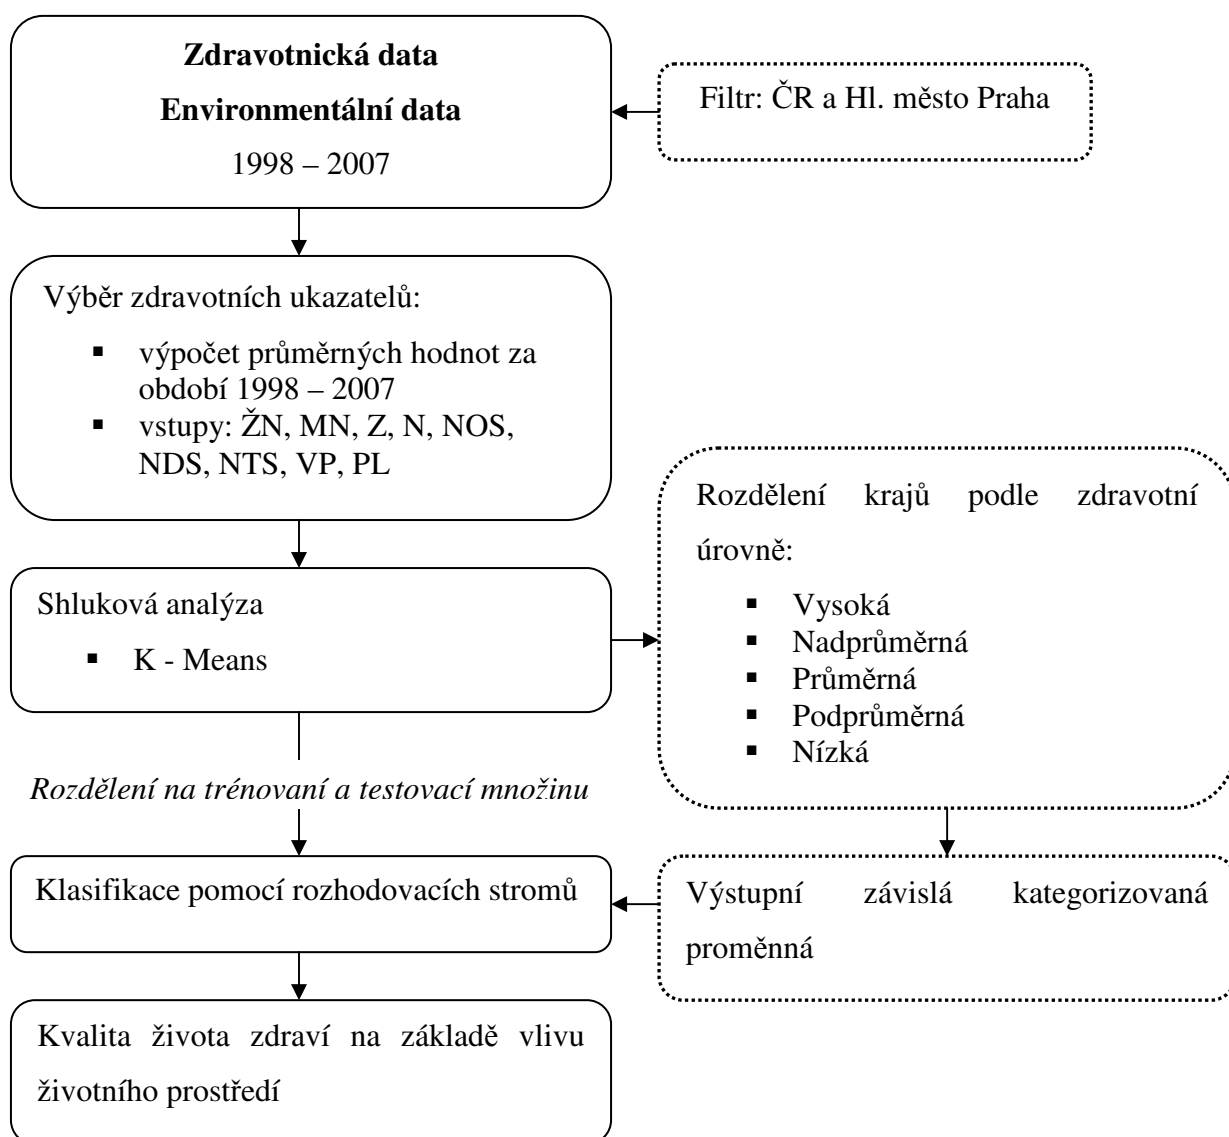 Zdravotnická data
Environmentální data
1998 – 2007
Filtr: ČR a Hl. město Praha
Výběr zdravotních ukazatelů:
▪ výpočet průměrných hodnot za
období 1998 – 2007
▪ vstupy: ŽN, MN, Z, N, NOS,
NDS, NTS, VP, PL
Shluková analýza
▪ K - Means
Rozdělení krajů podle zdravotní
úrovně:
▪ Vysoká
▪ Nadprůměrná
▪ Průměrná
▪ Podprůměrná
▪ Nízká
Rozdělení na trénovaní a testovací množinu
Klasifikace pomocí rozhodovacích stromů
Výstupní závislá kategorizovaná
proměnná
Kvalita života zdraví na základě vlivu
životního prostředí